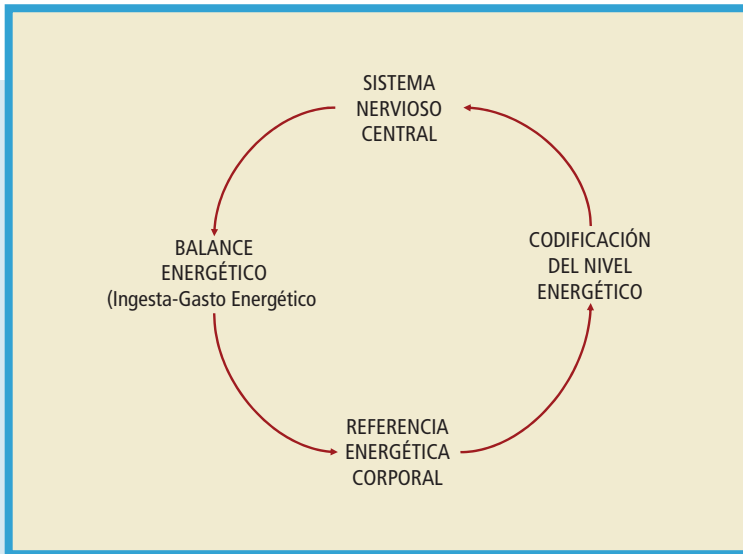 SISTEMA
NERVIOSO
CENTRAL
BALANCE
ENERGÉTICO
(Ingesta-Gasto Energético
CODIFICACIÓN
DEL NIVEL
ENERGÉTICO
REFERENCIA
ENERGÉTICA
CORPORAL